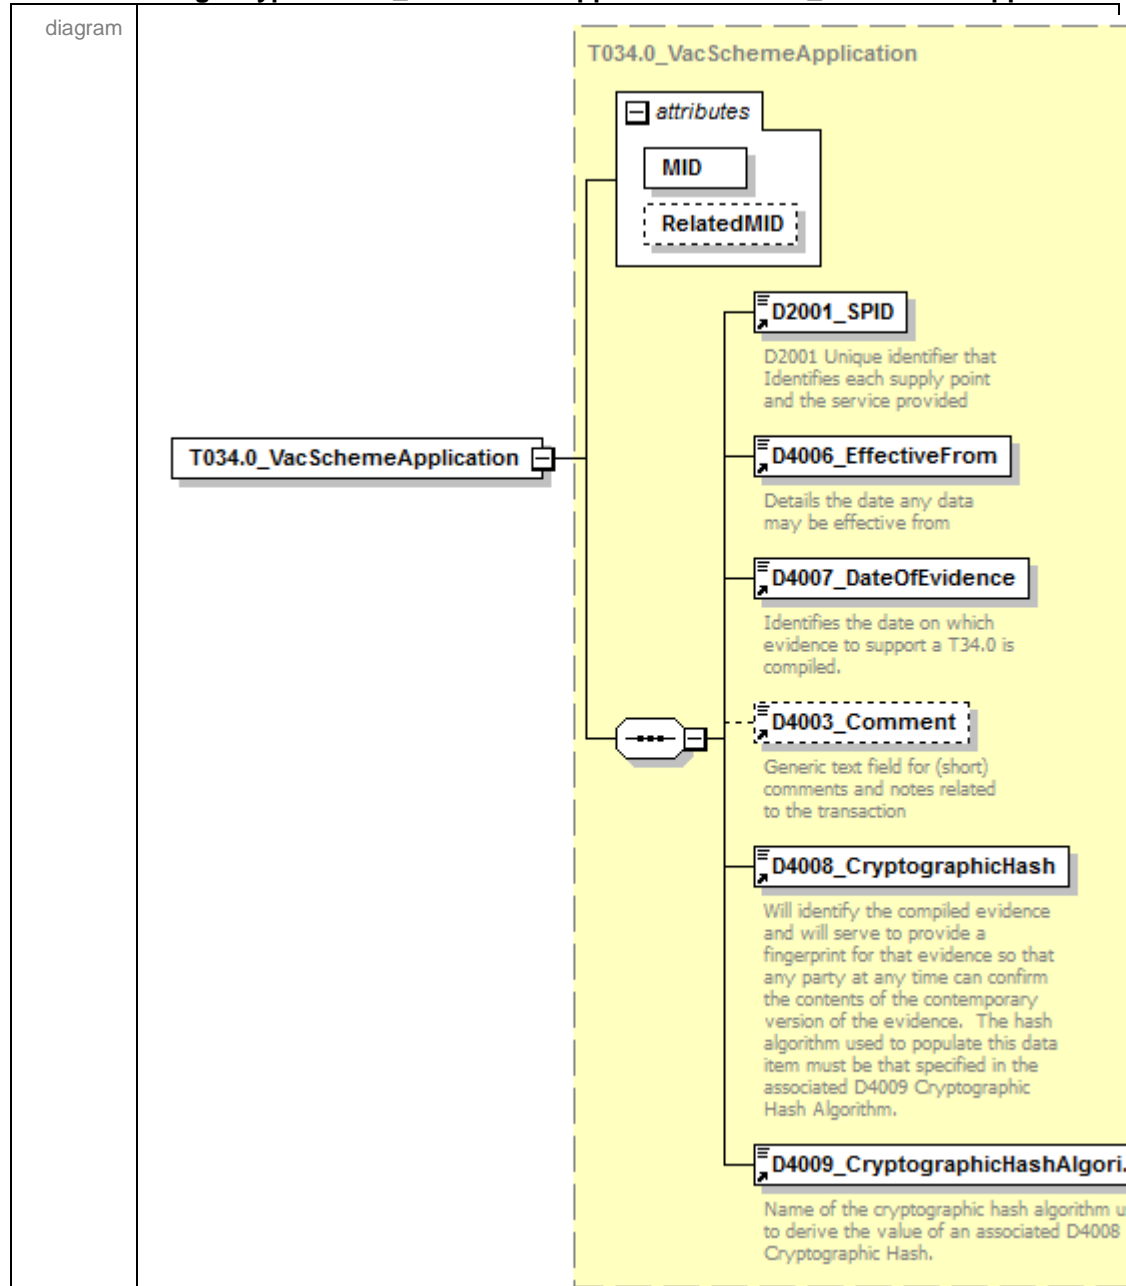 diagram
T034.0_VacSchemeApplication
attributes
MID
RelatedMID
D2001_SPID
D2001 Unique identifier that
Identifies each supply point
and the service provided
T034.0_VacSchemeApplication
D4006_EffectiveFrom
Details the date any data
may be effective from
D4007_DateOfEvidence
Identifies the date on which
evidence to support a T34.0 is
compiled.
D4003_Comment
Generic text field for (short)
comments and notes related
to the transaction
D4008_CryptographicHash
Will identify the compiled evidence
and will serve to provide a
fingerprint for that evidence so that
any party at any time can confirm
the contents of the contemporary
version of the evidence. The hash
algorithm used to populate this data
item must be that specified in the
associated D4009 Cryptographic
Hash Algorithm.
D4009_CryptographicHashAlgori.
Name of the cryptographic hash algorithm
to derive the value of an associated D4008
Cryptographic Hash.